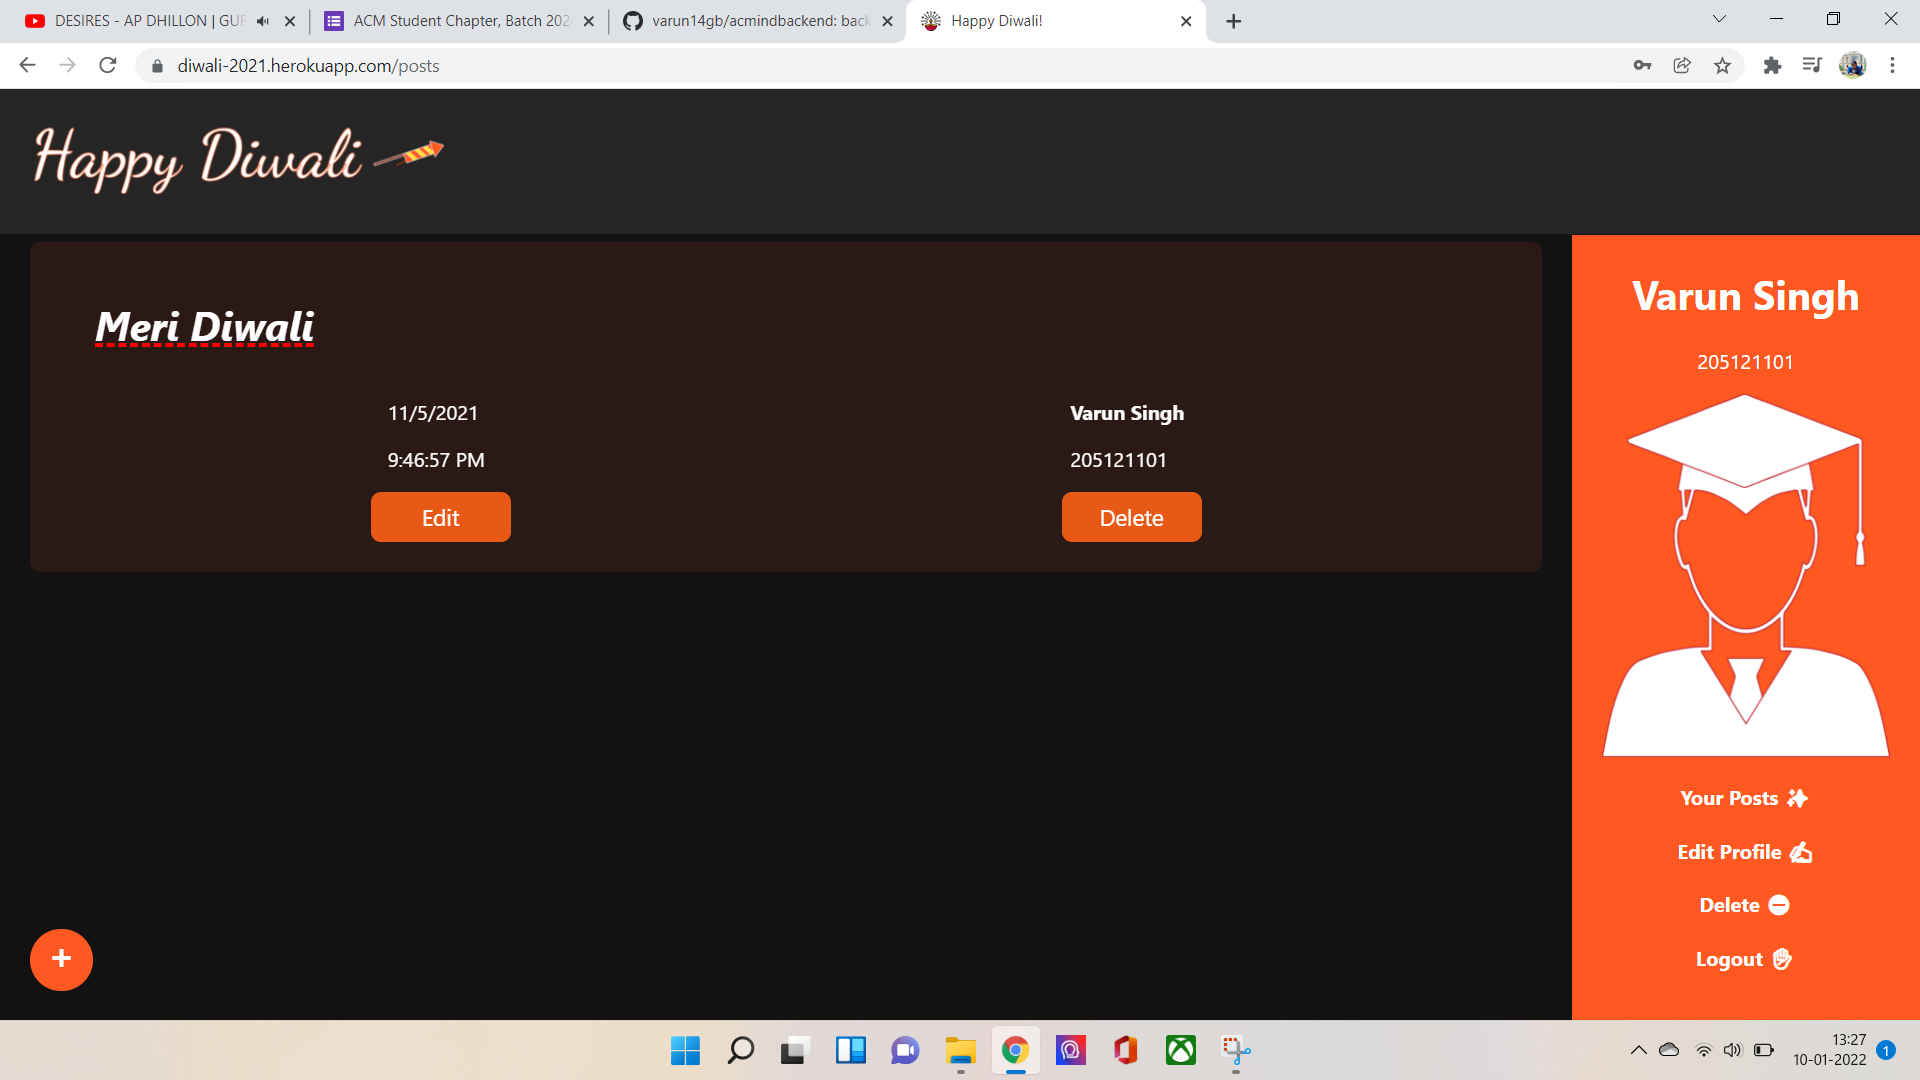 DESIRES - AP DHILLON | GUR
ACM Student Chapter, Batch 202
varun14gb/acmindbackend: back
Happy Diwali!
diwali-2021.herokuapp.com/posts
Happy Diwali
Meri Diwali
11/5/2021
Varun Singh
9:46:57 PM
205121101
Edit
Delete
Varun Singh
205121101
Your Posts
Edit Profile
Delete
Logout
+
13:27
10-01-2022
1